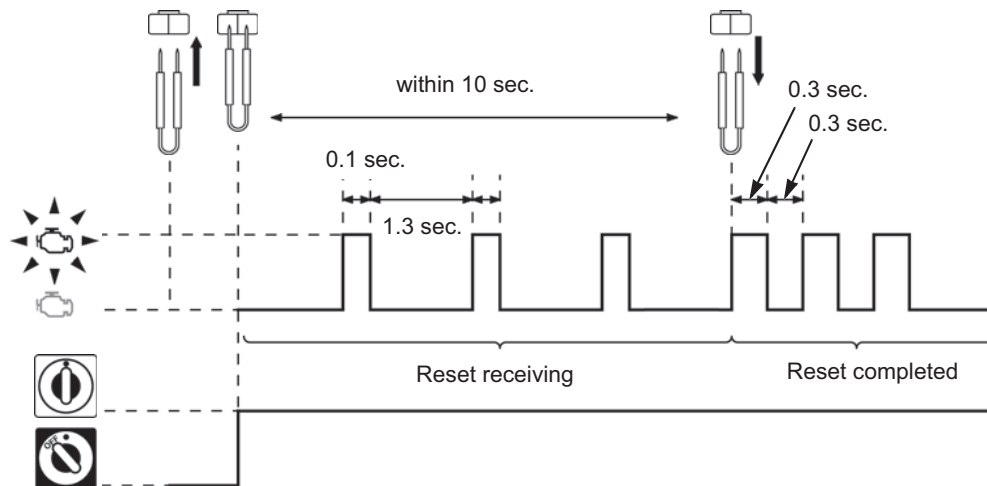 within 10 sec.
0.3 sec.
0.3 sec.
0.1 sec.
1.3 sec.
Reset receiving
Reset completed
OFF